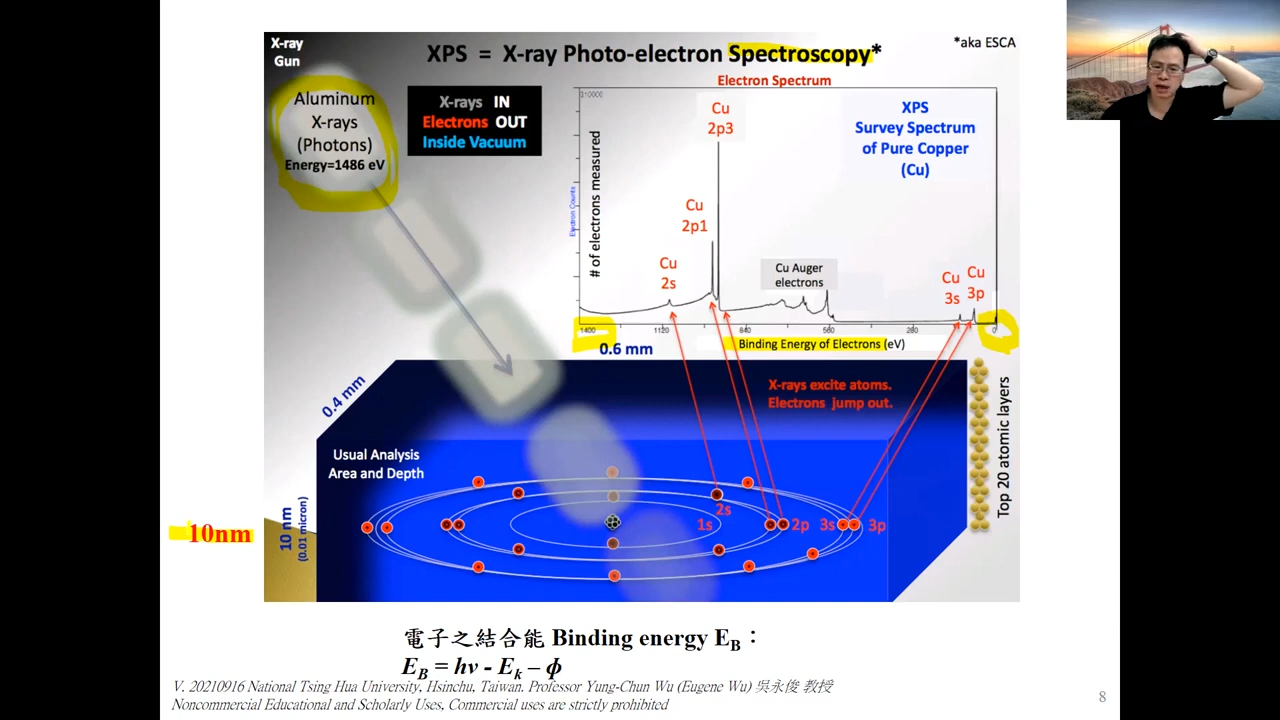 X-ray
Gun
XPS = X-ray Photo-electron Spectroscopy*
*aka ESCA
Aluminum
X-rays
(Photons)
Energy=1486 eV
X-rays IN
Electrons OUT
Inside Vacuum
Electron Spectrum
# of electrons measured
Electron Counts
Cu
2p3
Cu
2p1
Cu
2s
Cu Auger
electrons
Cu
3s
Cu
3p
XPS
Survey Spectrum
of Pure Copper
(Cu)
1400 1120 840 560 280 0
Binding Energy of Electrons (eV)
0.6 mm
0.4 mm
X-rays excite atoms.
Electrons jump out.
Usual Analysis
Area and Depth
Top 20 atomic layers
10nm
10 nm
(0.01 micron)
1s 2s 2p 3s 3p
電子之結合能 Binding energy EB：
EB = hν - Ek – ϕ
V. 20210916 National Tsing Hua University, Hsinchu, Taiwan. Professor Yung-Chun Wu (Eugene Wu) 吳永俊 教授
Noncommercial Educational and Scholarly Uses, Commercial uses are strictly prohibited
8